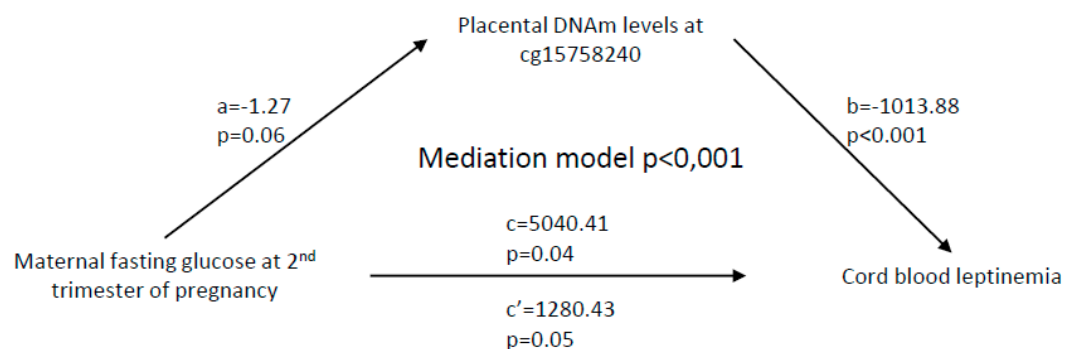 Placental DNAm levels at
cg15758240
a=-1.27
p=0.06
b=-1013.88
p<0.001
Mediation model p<0,001
c=5040.41
p=0.04
Maternal fasting glucose at 2nd
trimester of pregnancy
Cord blood leptinemia
c’=1280.43
p=0.05